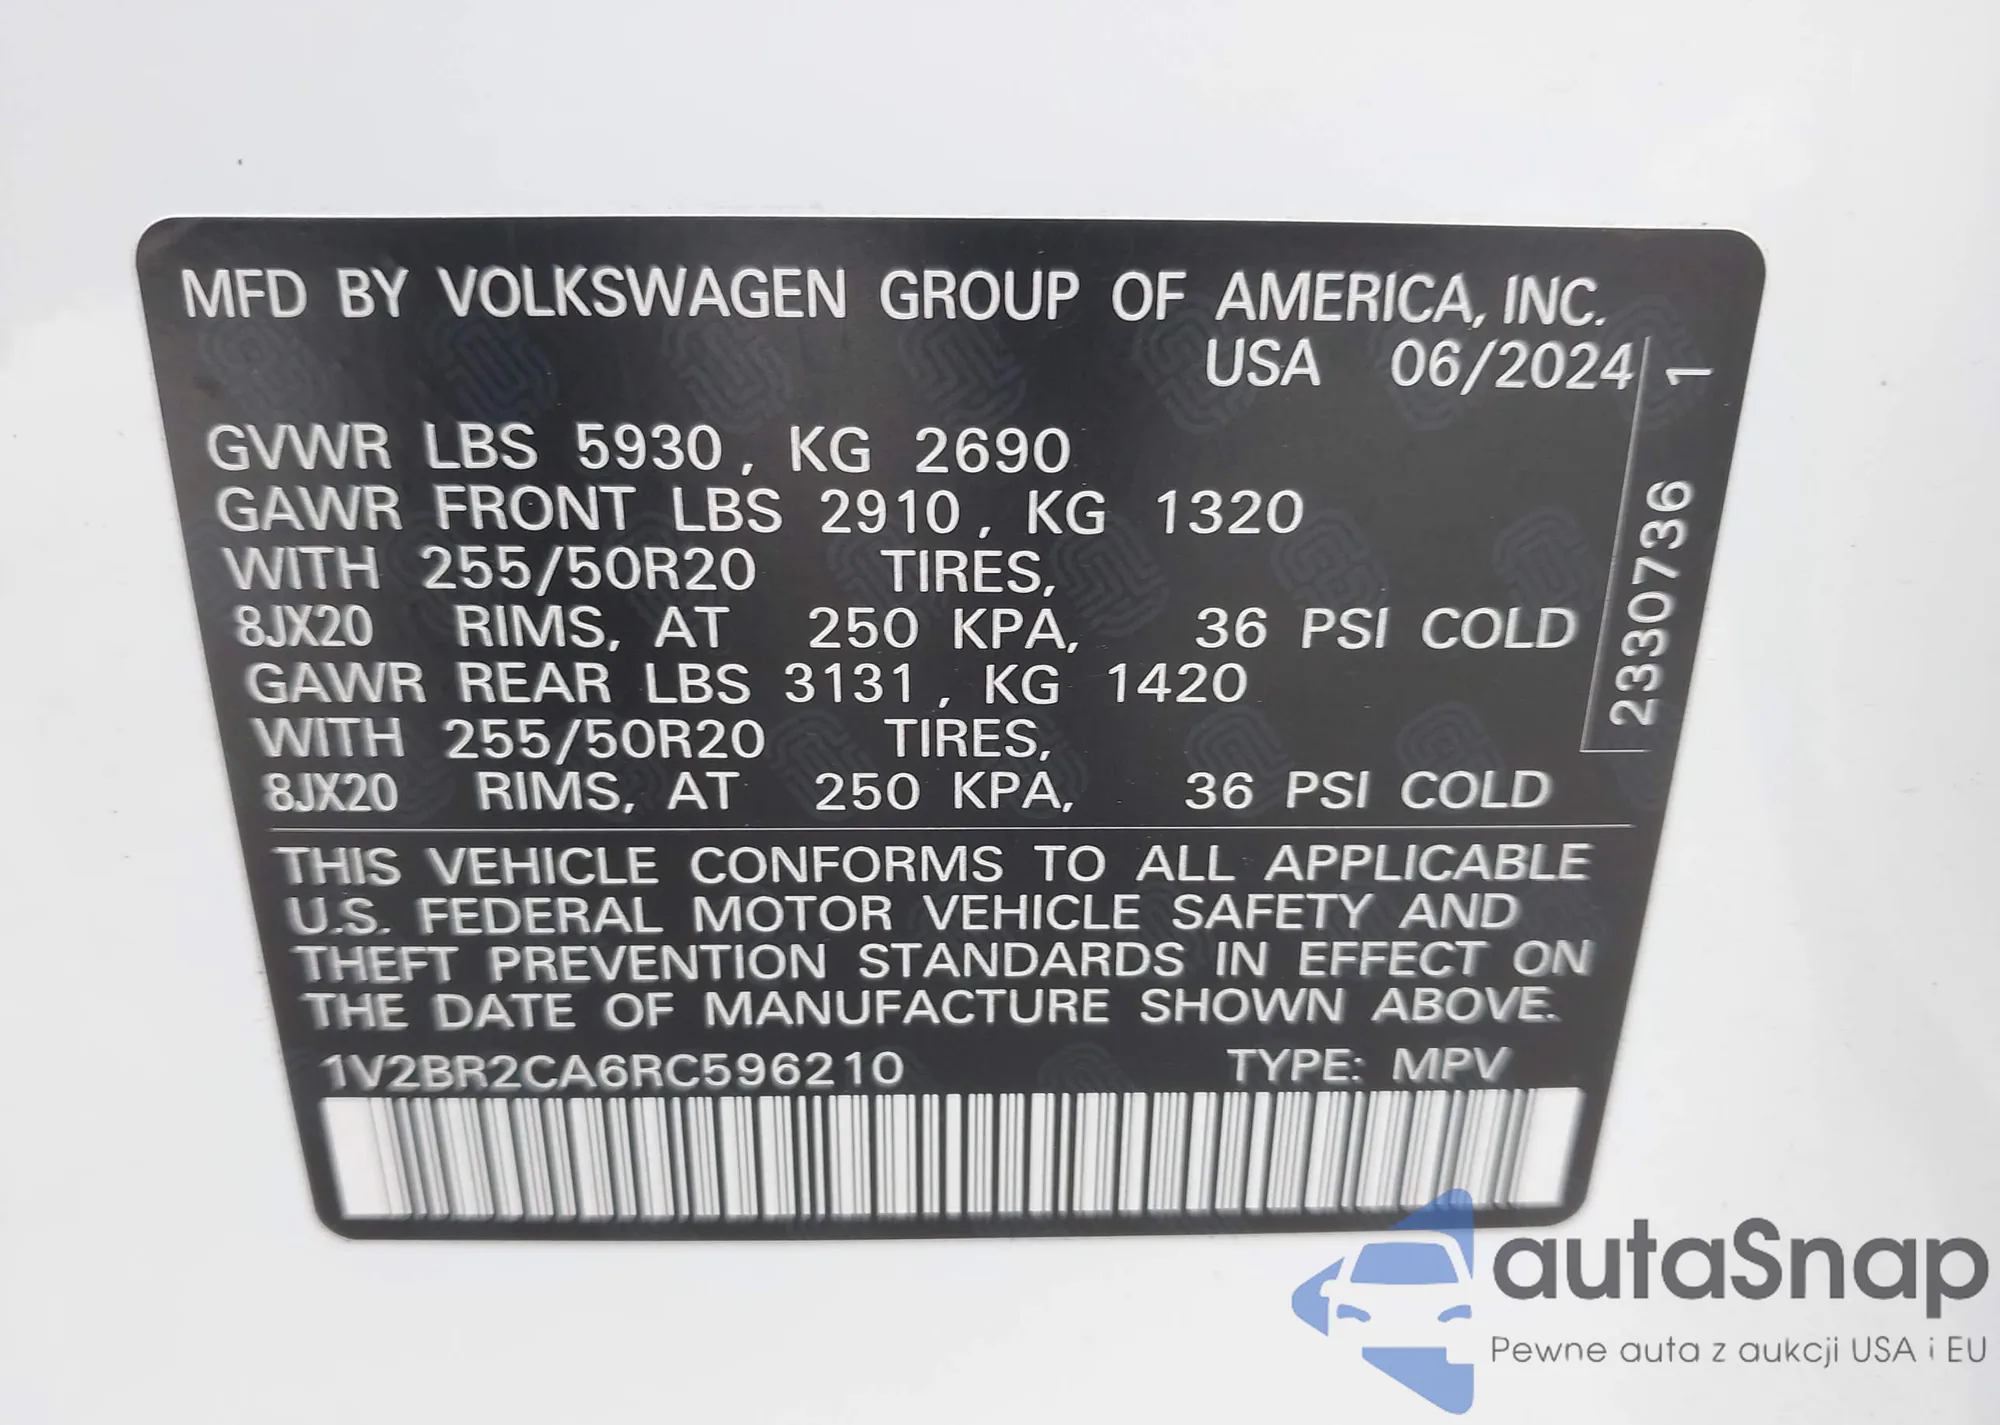 MFD BY VOLKSWAGEN GROUP OF AMERICA, INC.
USA 06/2024
GVWR LBS 5930, KG 2690
GAWR FRONT LBS 2910, KG 1320
WITH 255/50R20 TIRES,
8JX20 RIMS, AT 250 KPA, 36 PSI COLD
GAWR REAR LBS 3131, KG 1420
WITH 255/50R20 TIRES,
8JX20 RIMS, AT 250 KPA, 36 PSI COLD
2330736 1
THIS VEHICLE CONFORMS TO ALL APPLICABLE
U.S. FEDERAL MOTOR VEHICLE SAFETY AND
THEFT PREVENTION STANDARDS IN EFFECT ON
THE DATE OF MANUFACTURE SHOWN ABOVE.
1V2BR2CA6RC596210 TYPE: MPV
autaSnap
Pewne auta z aukcji USA i EU